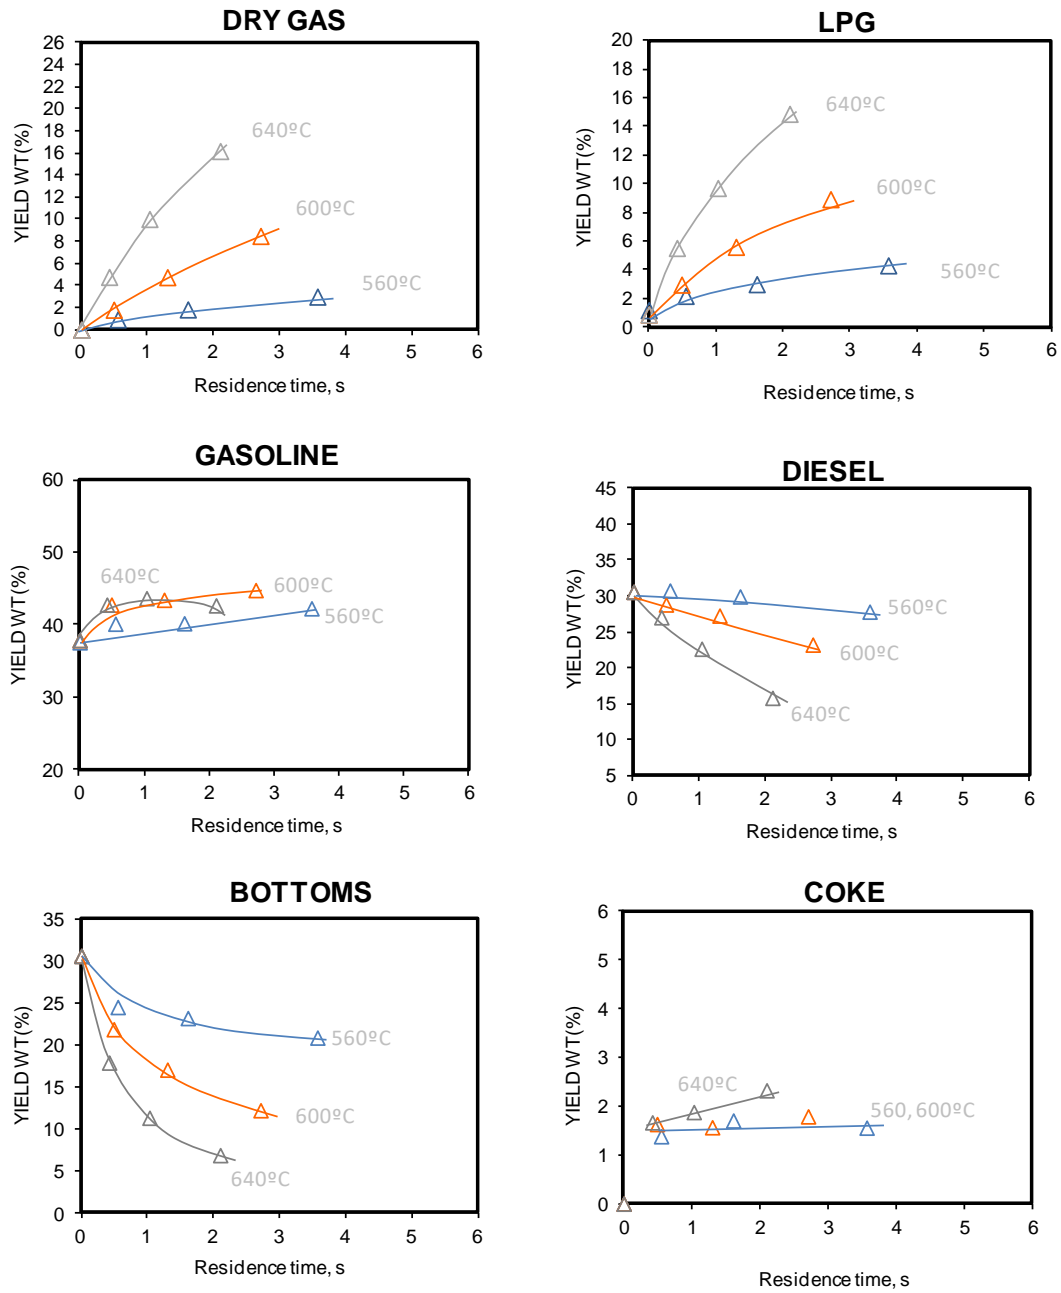 DRY GAS
YIELD WT(%)
26
24
22
20
18
16
14
12
10
8
6
4
2
0
640ºC
600ºC
560ºC
0 1 2 3 4 5 6
Residence time, s
LPG
YIELD WT(%)
20
18
16
14
12
10
8
6
4
2
0
640ºC
600ºC
560ºC
0 1 2 3 4 5 6
Residence time, s
GASOLINE
YIELD WT(%)
60
50
40
30
20
640ºC
600ºC
560ºC
0 1 2 3 4 5 6
Residence time, s
DIESEL
YIELD WT(%)
45
40
35
30
25
20
15
10
5
560ºC
600ºC
640ºC
0 1 2 3 4 5 6
Residence time, s
BOTTOMS
YIELD WT(%)
35
30
25
20
15
10
5
0
560ºC
600ºC
640ºC
0 1 2 3 4 5 6
Residence time, s
COKE
YIELD WT(%)
6
5
4
3
2
1
0
640ºC
560,600ºC
0 1 2 3 4 5 6
Residence time, s